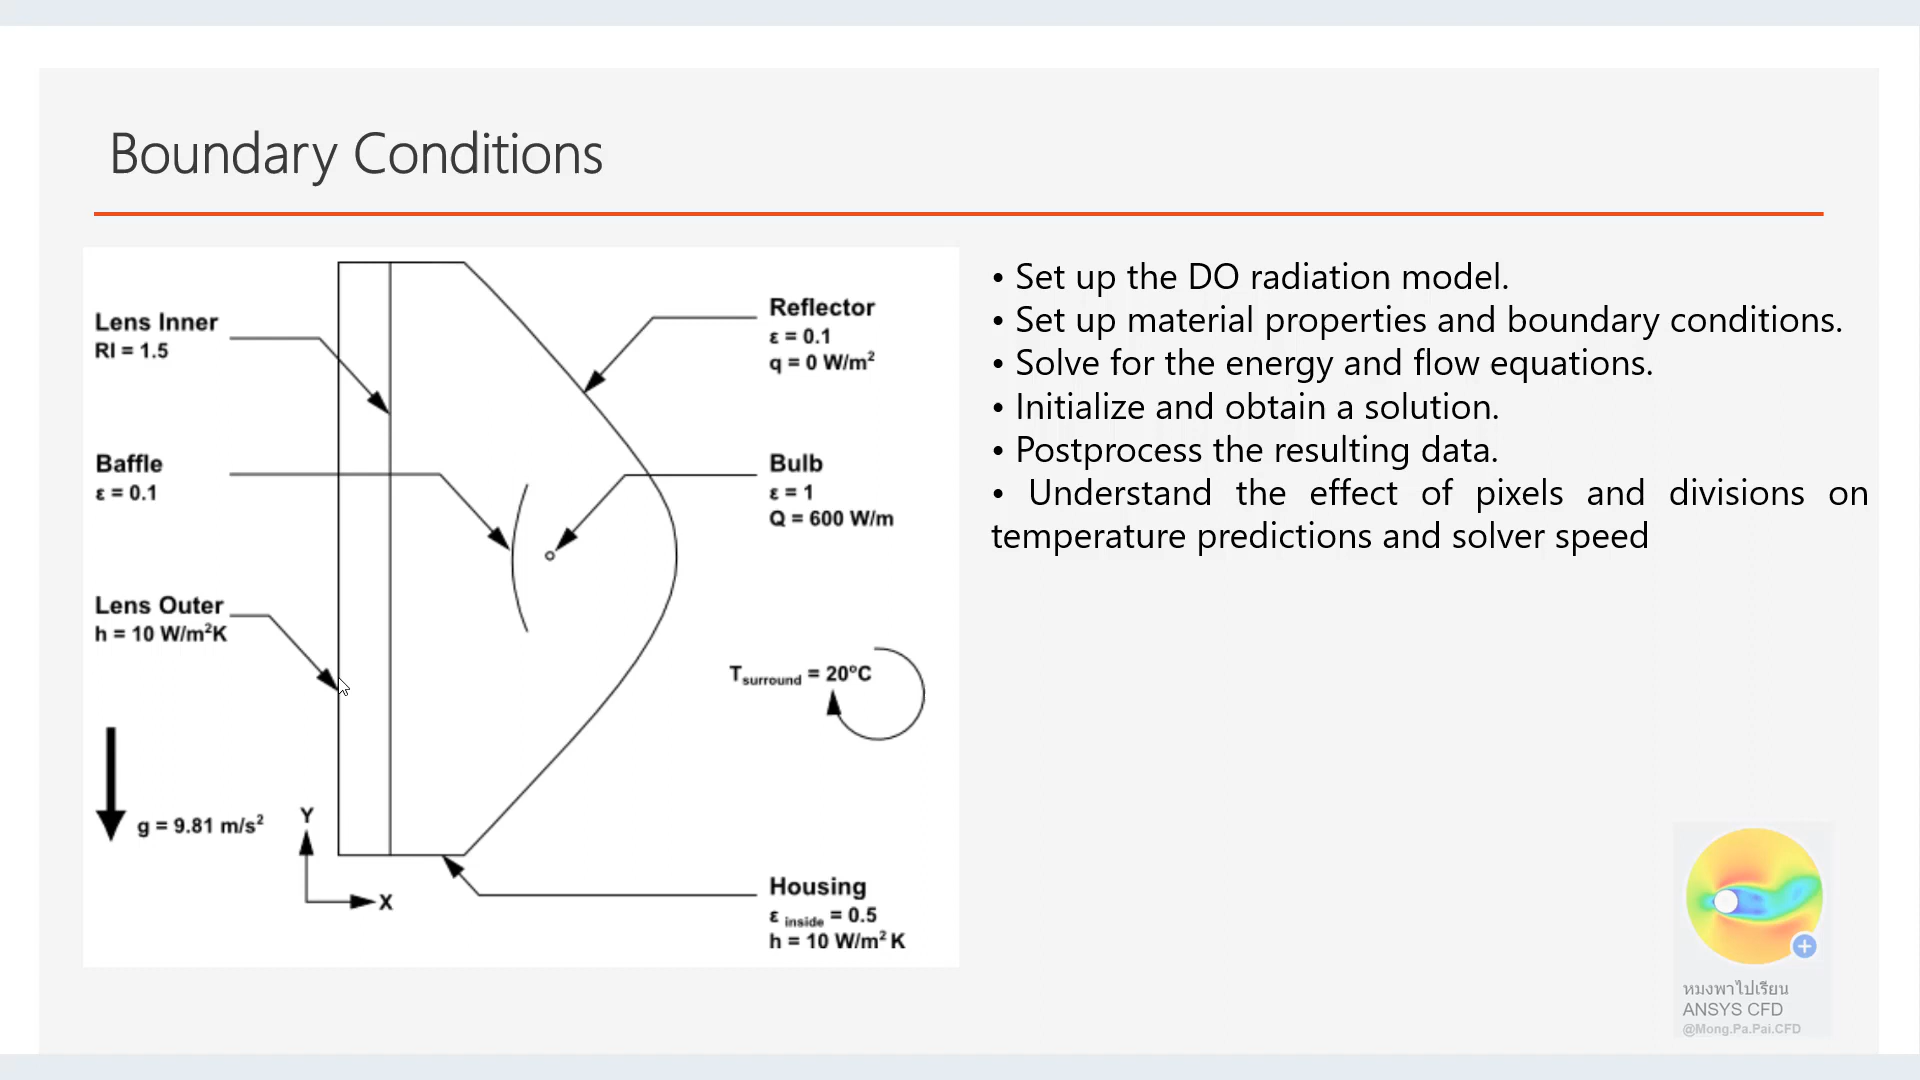 Boundary Conditions
Lens Inner
RI = 1.5
Baffle
ε = 0.1
Lens Outer
h = 10 W/m²K
g = 9.81 m/s²
Y
X
Reflector
ε = 0.1
q = 0 W/m²
Bulb
ε = 1
Q = 600 W/m
Tsurround = 20ºC
Housing
ε inside = 0.5
h = 10 W/m² K
• Set up the DO radiation model.
• Set up material properties and boundary conditions.
• Solve for the energy and flow equations.
• Initialize and obtain a solution.
• Postprocess the resulting data.
• Understand the effect of pixels and divisions on
temperature predictions and solver speed
หมงพาไปเรียน
ANSYS CFD
@Mong.Pa.Pai.CFD